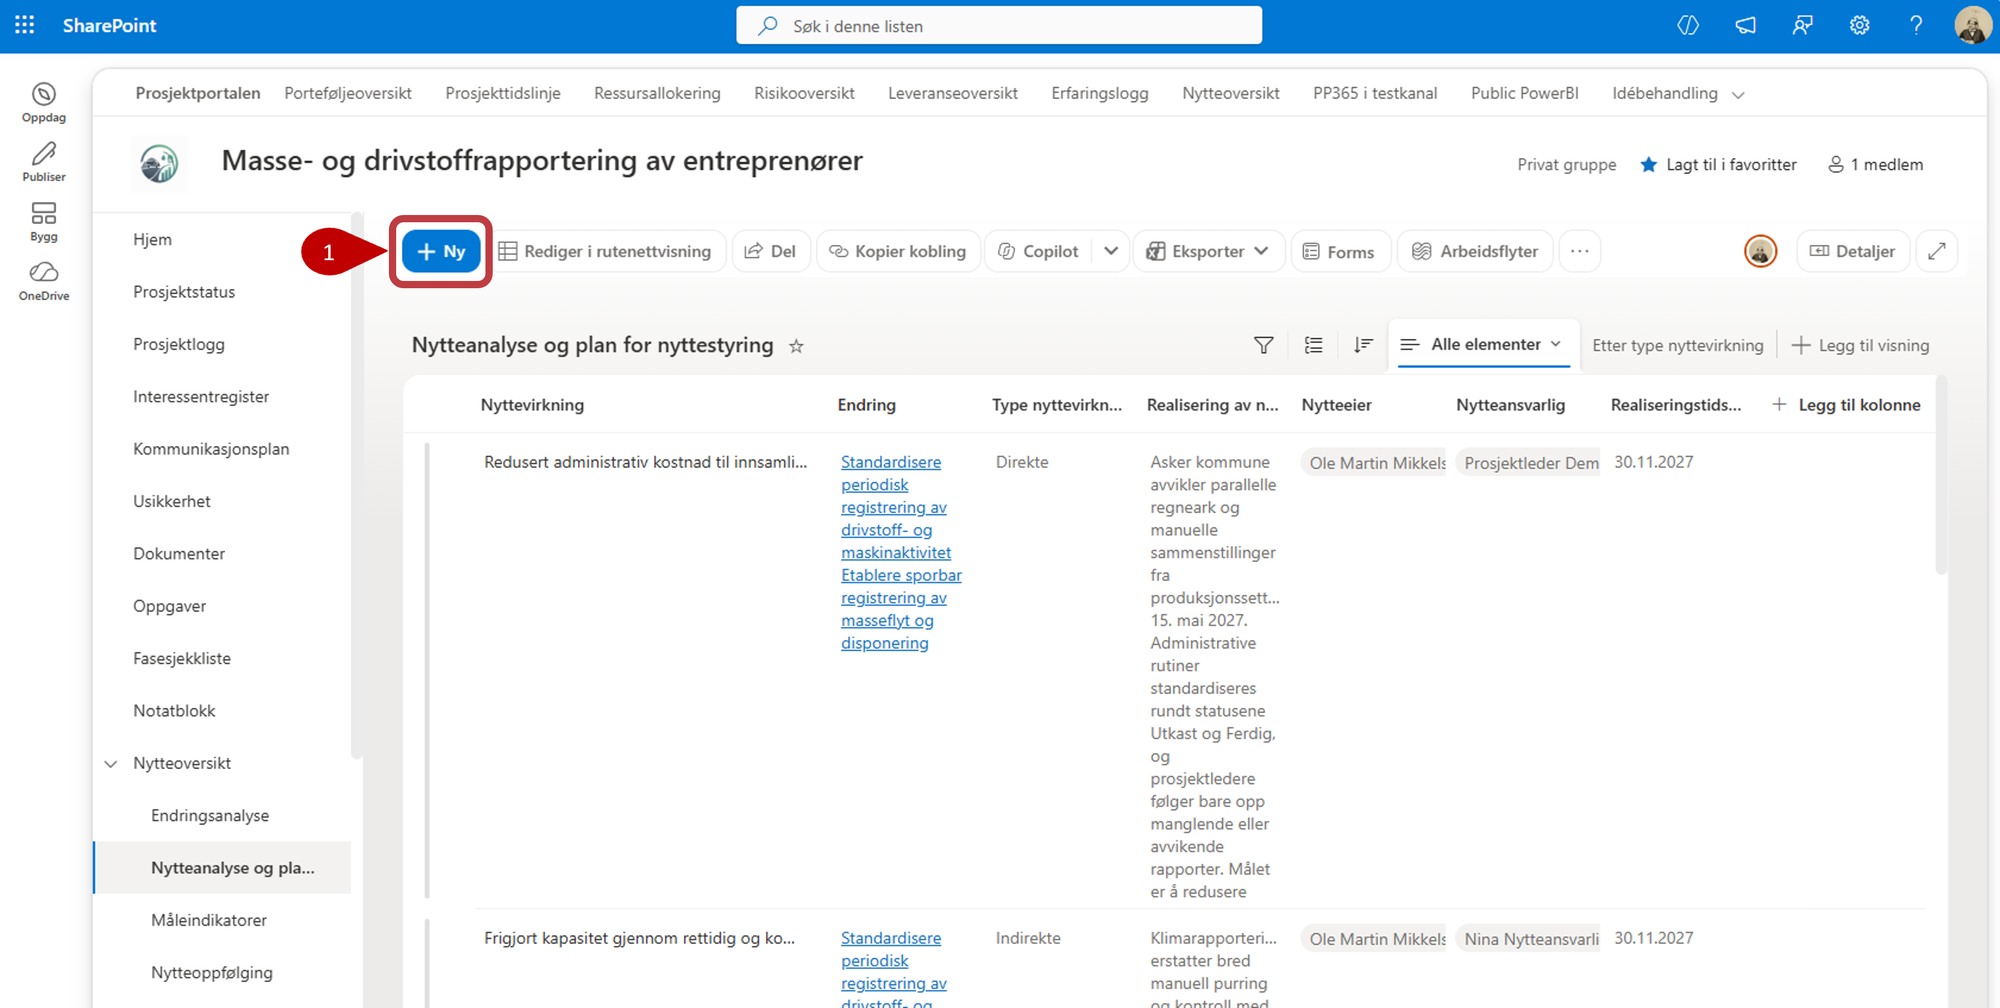 SharePoint
Søk i denne listen
Oppdag
Publiser
Bygg
OneDrive
Prosjektportalen Porteføljeoversikt Prosjekttidslinje Ressursallokering Risikooversikt Leveranseoversikt Erfaringslogg Nytteoversikt PP365 i testkanal Public PowerBI Idébehandling
Masse- og drivstoffrapportering av entreprenører
Privat gruppe Lagt til i favoritter 1 medlem
Hjem
Prosjektstatus
Prosjektlogg
Interessentregister
Kommunikasjonsplan
Usikkerhet
Dokumenter
Oppgaver
Fasesjekkliste
Notatblokk
Nytteoversikt
Endringsanalyse
Nytteanalyse og pla...
Måleindikatorer
Nytteoppfølging
1
+ Ny Rediger i rutenettvisning Del Kopier kobling Copilot Eksporter Forms Arbeidsflyter ... Detaljer
Nytteanalyse og plan for nyttestyring
Alle elementer Etter type nyttevirkning + Legg til visning
Nyttevirkning Endring Type nyttevirkn... Realisering av n... Nytteeier Nytteansvarlig Realiseringstids... + Legg til kolonne
Redusert administrativ kostnad til innsamli...
Standardisere
periodisk
registrering av
drivstoff- og
maskinaktivitet
Etablere sporbar
registrering av
masseflyt og
disponering
Direkte
Asker kommune
avvikler parallelle
regneark og
manuelle
sammenstillinger
fra
produksjonssett...
15. mai 2027.
Administrative
rutiner
standardiseres
rundt statusene
Utkast og Ferdig,
og
prosjektledere
følger bare opp
manglende eller
avvikende
rapporter. Målet
er å redusere
Ole Martin Mikkels
Prosjektleder Dem
30.11.2027
Frigjort kapasitet gjennom rettidig og ko...
Standardisere
periodisk
registrering av
drivstoff- og
Indirekte
Klimarapporteri...
erstatter bred
manuell purring
og kontroll med
Ole Martin Mikkels
Nina Nytteansvarli
30.11.2027